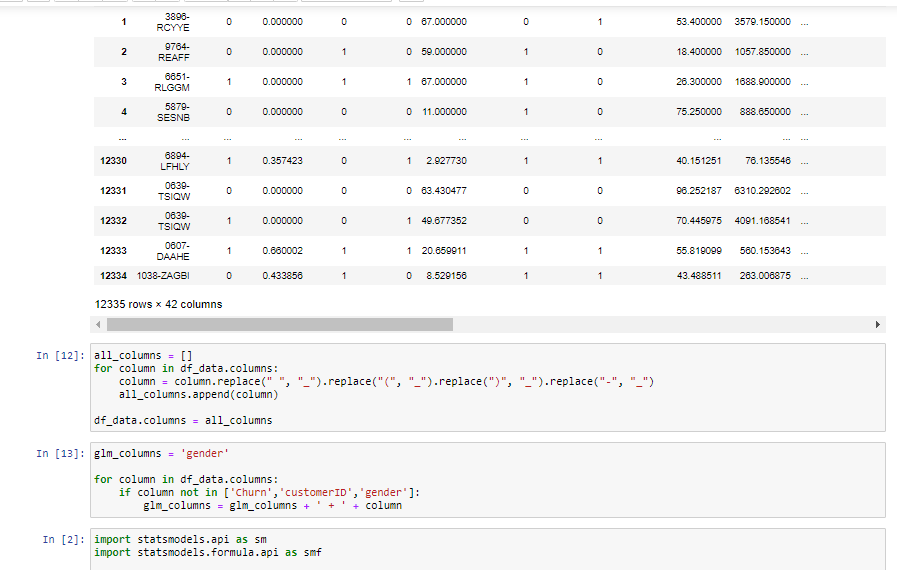 1 3896-RCYYE 0 0.000000 0 0 67.000000 0 1 53.400000 3579.150000 ...
2 9764-REAFF 0 0.000000 1 0 59.000000 1 0 18.400000 1057.850000 ...
3 6651-RLGGM 1 0.000000 1 1 67.000000 1 0 26.300000 1688.900000 ...
4 5879-SESNB 0 0.000000 0 0 11.000000 1 0 75.250000 888.650000 ...
... ... ... ... ... ... ... ... ... ... ... ...
12330 6894-LFHLY 1 0.357423 0 1 2.927730 1 1 40.151251 76.135546 ...
12331 0639-TSIQW 0 0.000000 0 0 63.430477 0 0 96.252187 6310.292602 ...
12332 0639-TSIQW 1 0.000000 0 1 49.677352 0 0 70.445975 4091.168541 ...
12333 0607-DAAHE 1 0.660002 1 1 20.659911 1 1 55.819099 560.153643 ...
12334 1038-ZAGBI 0 0.433856 1 0 8.529156 1 1 43.488511 263.006875 ...
12335 rows × 42 columns
In [12]: all_columns = []
for column in df_data.columns:
    column = column.replace(" ", "_").replace("(", "_").replace(")", "_").replace("-", "_")
    all_columns.append(column)
df_data.columns = all_columns
In [13]: glm_columns = 'gender'
for column in df_data.columns:
    if column not in ['Churn','customerID','gender']:
        glm_columns = glm_columns + ' + ' + column
In [2]: import statsmodels.api as sm
import statsmodels.formula.api as smf